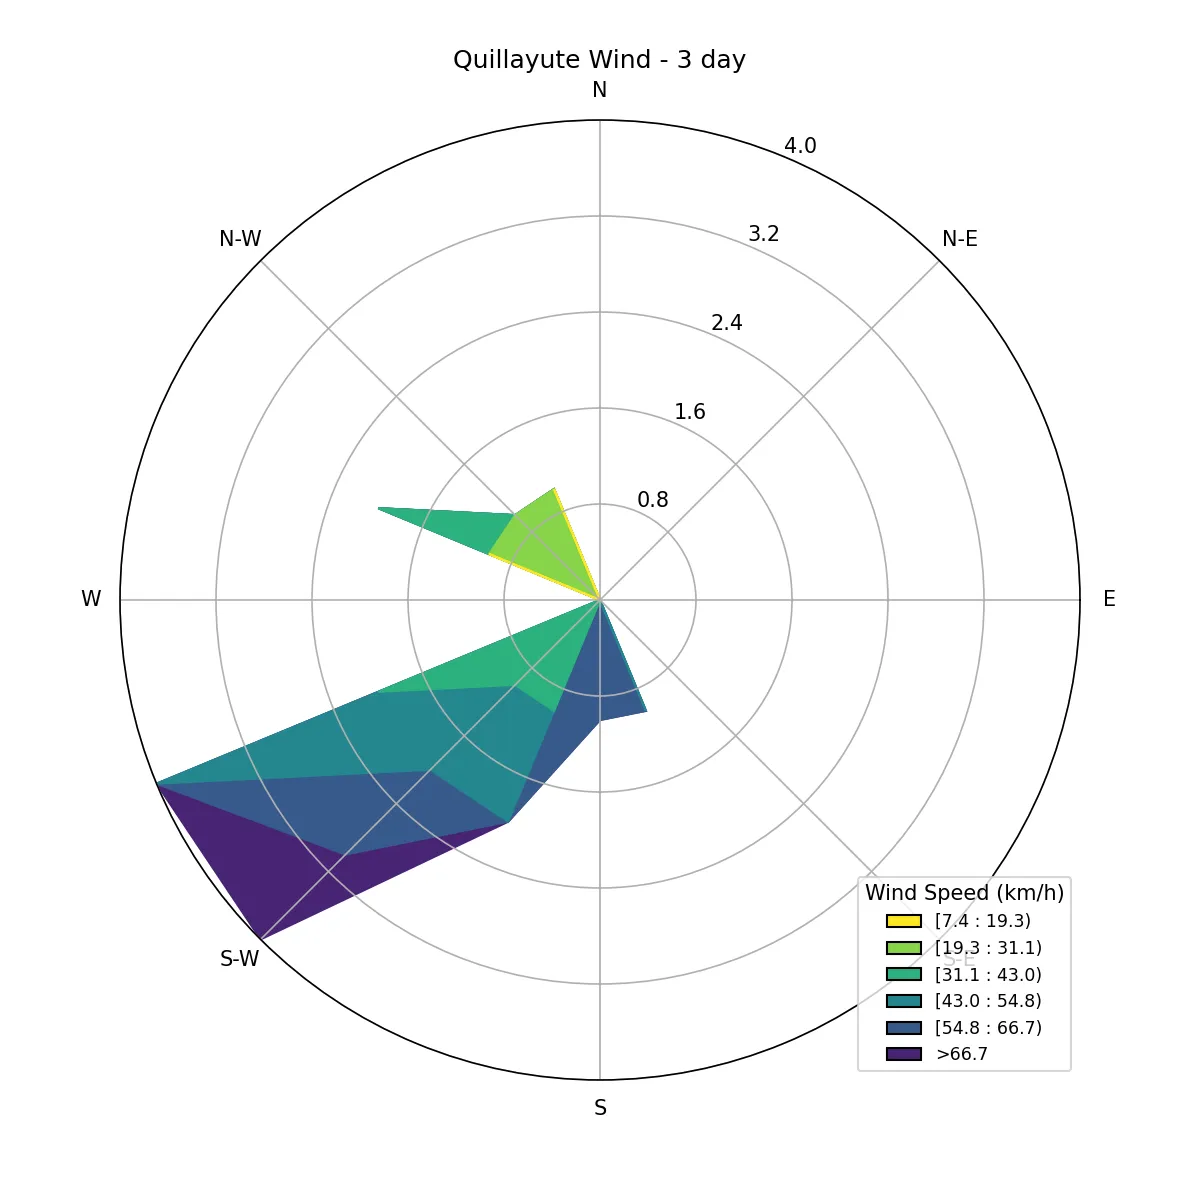 Quillayute Wind - 3 day
N
4.0
N-W
N-E
3.2
2.4
1.6
0.8
W
E
S-W
S-E
S
Wind Speed (km/h)
[7.4 : 19.3)
[19.3 : 31.1)
[31.1 : 43.0)
[43.0 : 54.8)
[54.8 : 66.7)
>66.7